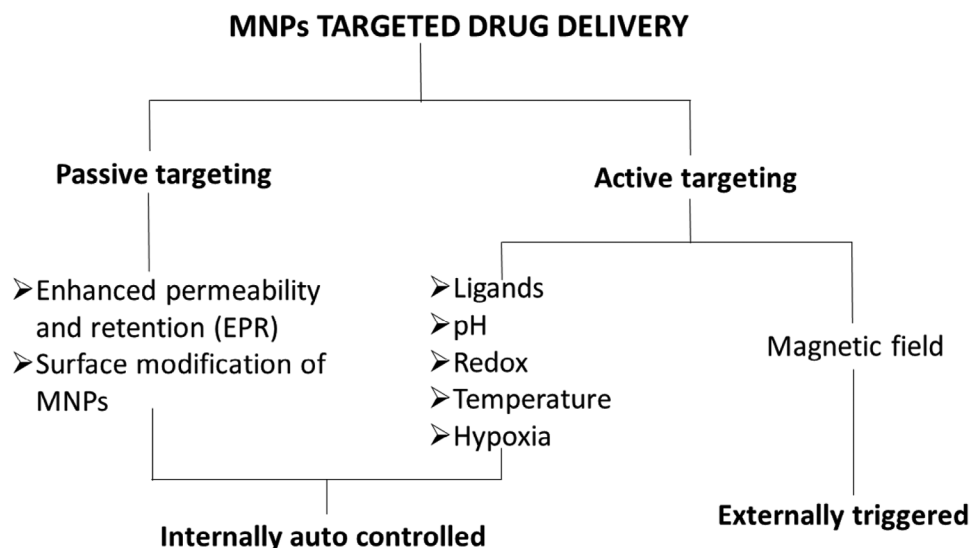 MNPs TARGETED DRUG DELIVERY
Passive targeting
Active targeting
➢Enhanced permeability
and retention (EPR)
➢Surface modification of
MNPs
➢Ligands
➢pH
➢Redox
➢Temperature
➢Hypoxia
Magnetic field
Internally auto controlled
Externally triggered